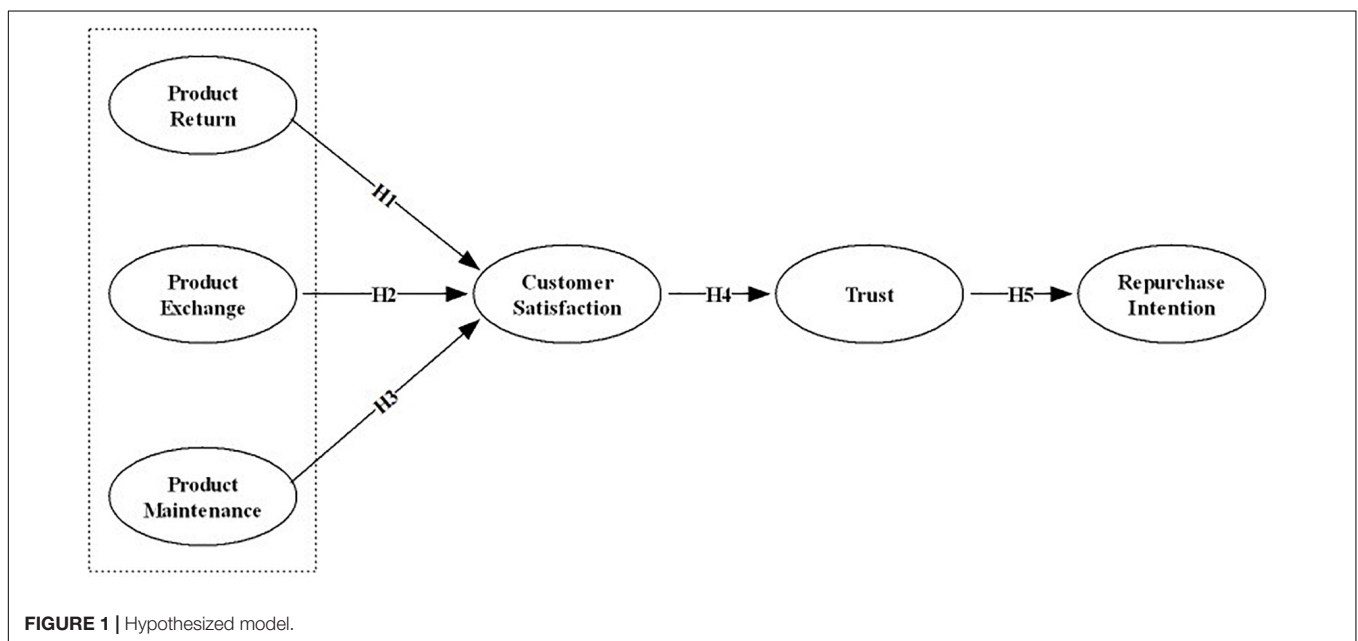 Product
Return
H1
Product
Exchange
H2
Customer
Satisfaction
H4
Trust
H5
Repurchase
Intention
H3
Product
Maintenance
FIGURE 1 | Hypothesized model.